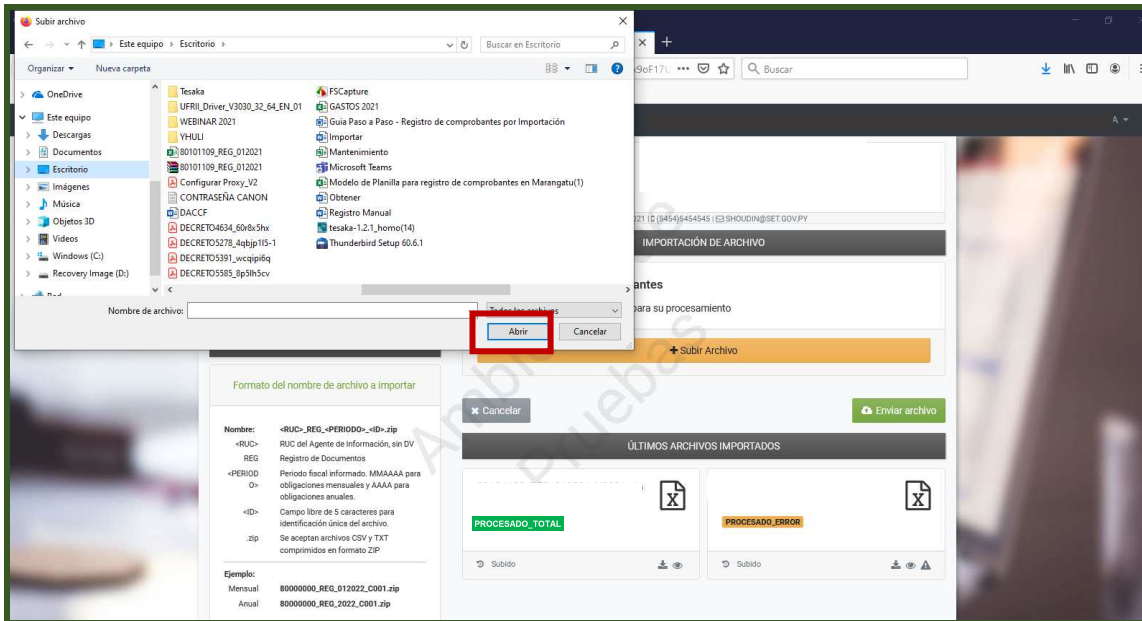 Subir archivo
Este equipo > Escritorio >
Buscar en Escritorio
Organizar
Nueva carpeta
OneDrive
Este equipo
Descargas
Documentos
Escritorio
Imágenes
Música
Objetos 3D
Videos
Windows (C:)
Recovery Image (D:)
Tesaka
UFRII_Driver_V3030_32_64_EN_01
WEBINAR 2021
YHULI
80101109_REG_012021
80101109_REG_012021
Configurar Proxy_V2
CONTRASEÑA CANON
DACCF
DECRETO4634_60r8x5hx
DECRETO5278_4qbjp1l5-1
DECRETO5391_wcqipi6q
DECRETO5585_8p5lh5cv
FSCapture
GASTOS 2021
Guia Paso a Paso - Registro de comprobantes por Importación
Importar
Mantenimiento
Microsoft Teams
Modelo de Planilla para registro de comprobantes en Marangatu(1)
Obtener
Registro Manual
tesaka-1.2.1_homo(14)
Thunderbird Setup 60.6.1
Nombre de archivo:
Todos los archivos
Abrir
Cancelar
Buscar
A
(5454)5454545 | SHOUDIN@SET.GOV.PY
IMPORTACIÓN DE ARCHIVO
antes
para su procesamiento
+ Subir Archivo
Cancelar
Enviar archivo
Formato del nombre de archivo a importar
Nombre: <RUC>_REG_<PERIODO>_<ID>.zip
<RUC> RUC del Agente de Información, sin DV
REG Registro de Documentos
<PERIOD Periodo fiscal informado. MMAAAA para
O> obligaciones mensuales y AAAA para
obligaciones anuales.
<ID> Campo libre de 5 caracteres para
identificación única del archivo.
.zip Se aceptan archivos CSV y TXT
comprimidos en formato ZIP
Ejemplo:
Mensual 80000000_REG_012022_C001.zip
Anual 80000000_REG_2022_C001.zip
ÚLTIMOS ARCHIVOS IMPORTADOS
PROCESADO_TOTAL
Subido
PROCESADO_ERROR
Subido
Pruebas